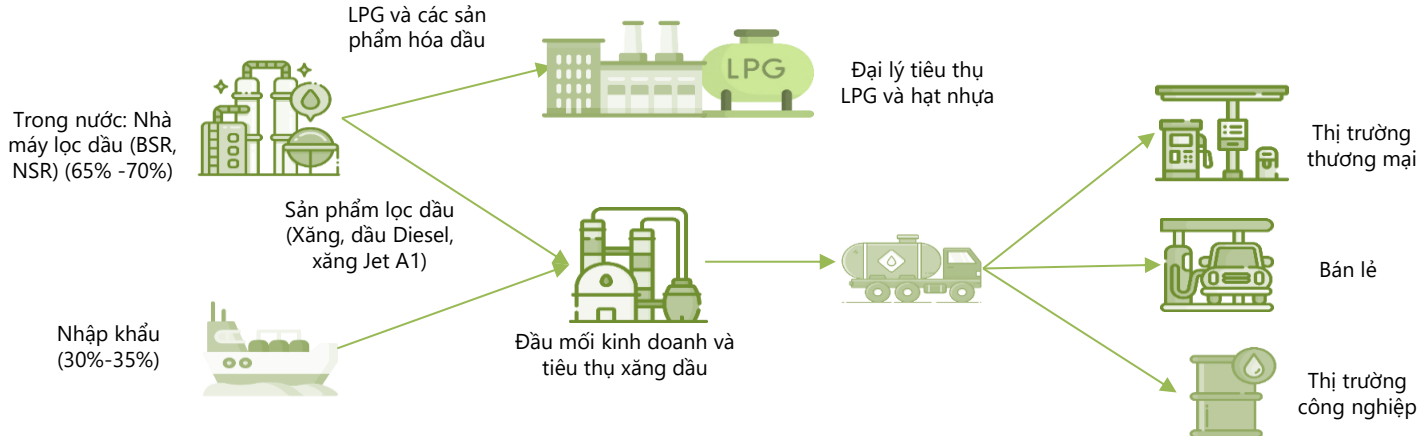 LPG và các sản
phẩm hóa dầu
LPG
Đại lý tiêu thụ
LPG và hạt nhựa
Trong nước: Nhà
máy lọc dầu (BSR,
NSR) (65% -70%)
Thị trường
thương mại
Sản phẩm lọc dầu
(Xăng, dầu Diesel,
xăng Jet A1)
Bán lẻ
Nhập khẩu
(30%-35%)
Đầu mối kinh doanh và
tiêu thụ xăng dầu
Thị trường
công nghiệp